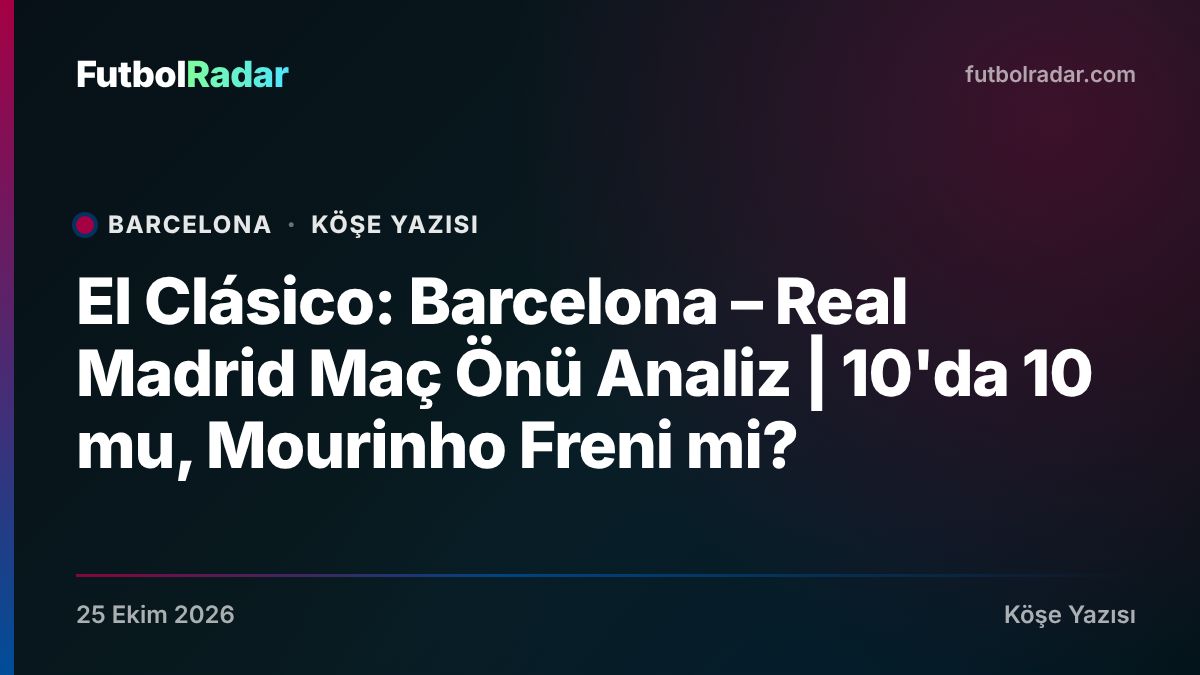 FutbolRadar
futbolradar.com
BARCELONA · KÖŞE YAZISI
El Clásico: Barcelona – Real
Madrid Maç Önü Analiz | 10'da 10
mu, Mourinho Freni mi?
25 Ekim 2026
Köşe Yazısı